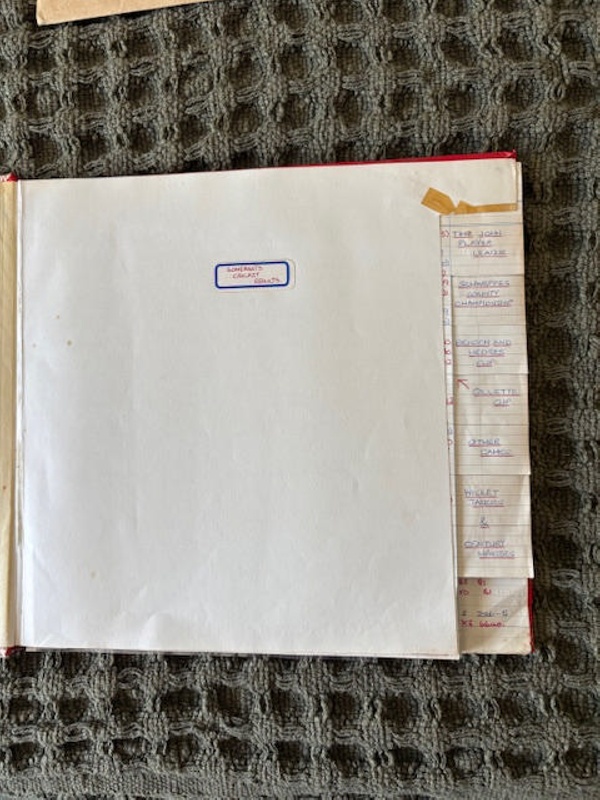 SOMERSETS
CRICKET
RESULTS
THE JOHN
PLAYER
LEAGUE
SCHWEPPES
COUNTY
CHAMPIONSHIP
BENSON AND
HEDGES
CUP
GILLETTE
CUP
OTHER
GAMES
WICKET
TAKERS
&
CENTURY
MAKERS